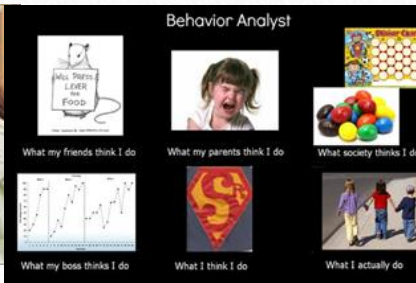 Behavior Analyst
WILL PRESS
LEVER
FOR
FOOD
What my friends think I do
What my parents think I do
What society thinks I do
What my boss thinks I do
What I think I do
What I actually do